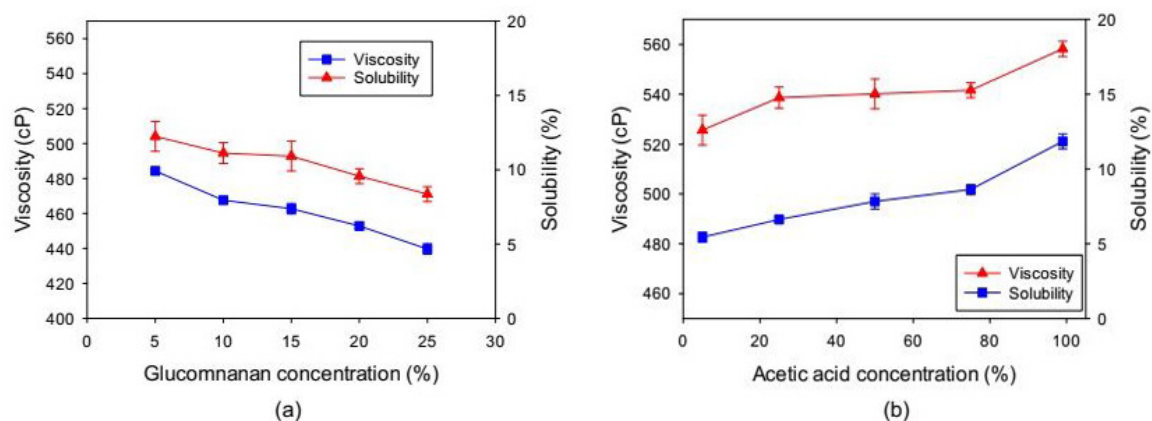 560
540
520
500
480
460
440
420
400
Viscosity (cP)
Viscosity
Solubility
20
15
10
5
0
Solubility (%)
0 5 10 15 20 25 30
Glucomnanan concentration (%)
(a)
560
540
520
500
480
460
Viscosity (cP)
Viscosity
Solubility
20
15
10
5
0
Solubility (%)
0 20 40 60 80 100
Acetic acid concentration (%)
(b)